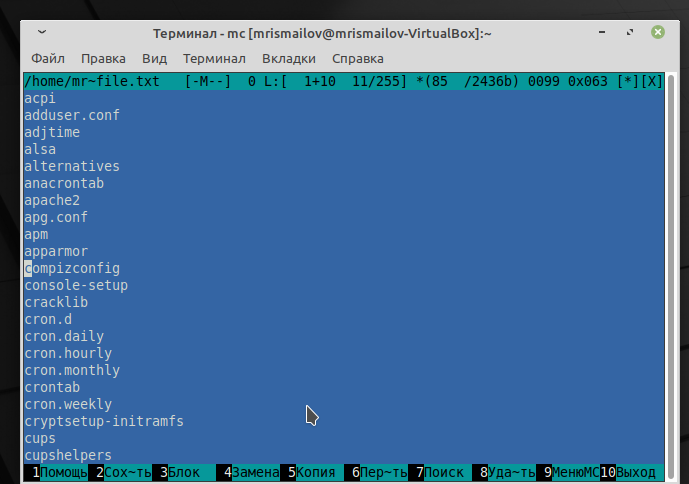 Терминал - mc [mrismailov@mrismailov-VirtualBox]:~
Файл Правка Вид Терминал Вкладки Справка
/home/mr~file.txt [-M--] 0 L:[ 1+10 11/255] *(85 /2436b) 0099 0x063 [*][X]
acpi
adduser.conf
adjtime
alsa
alternatives
anacrontab
apache2
apg.conf
apm
apparmor
compizconfig
console-setup
cracklib
cron.d
cron.daily
cron.hourly
cron.monthly
crontab
cron.weekly
cryptsetup-initramfs
cups
cupshelpers
1Помощь 2Сох~ть 3Блок 4Замена 5Копия 6Пер~ть 7Поиск 8Уда~ть 9МенюMC 10Выход